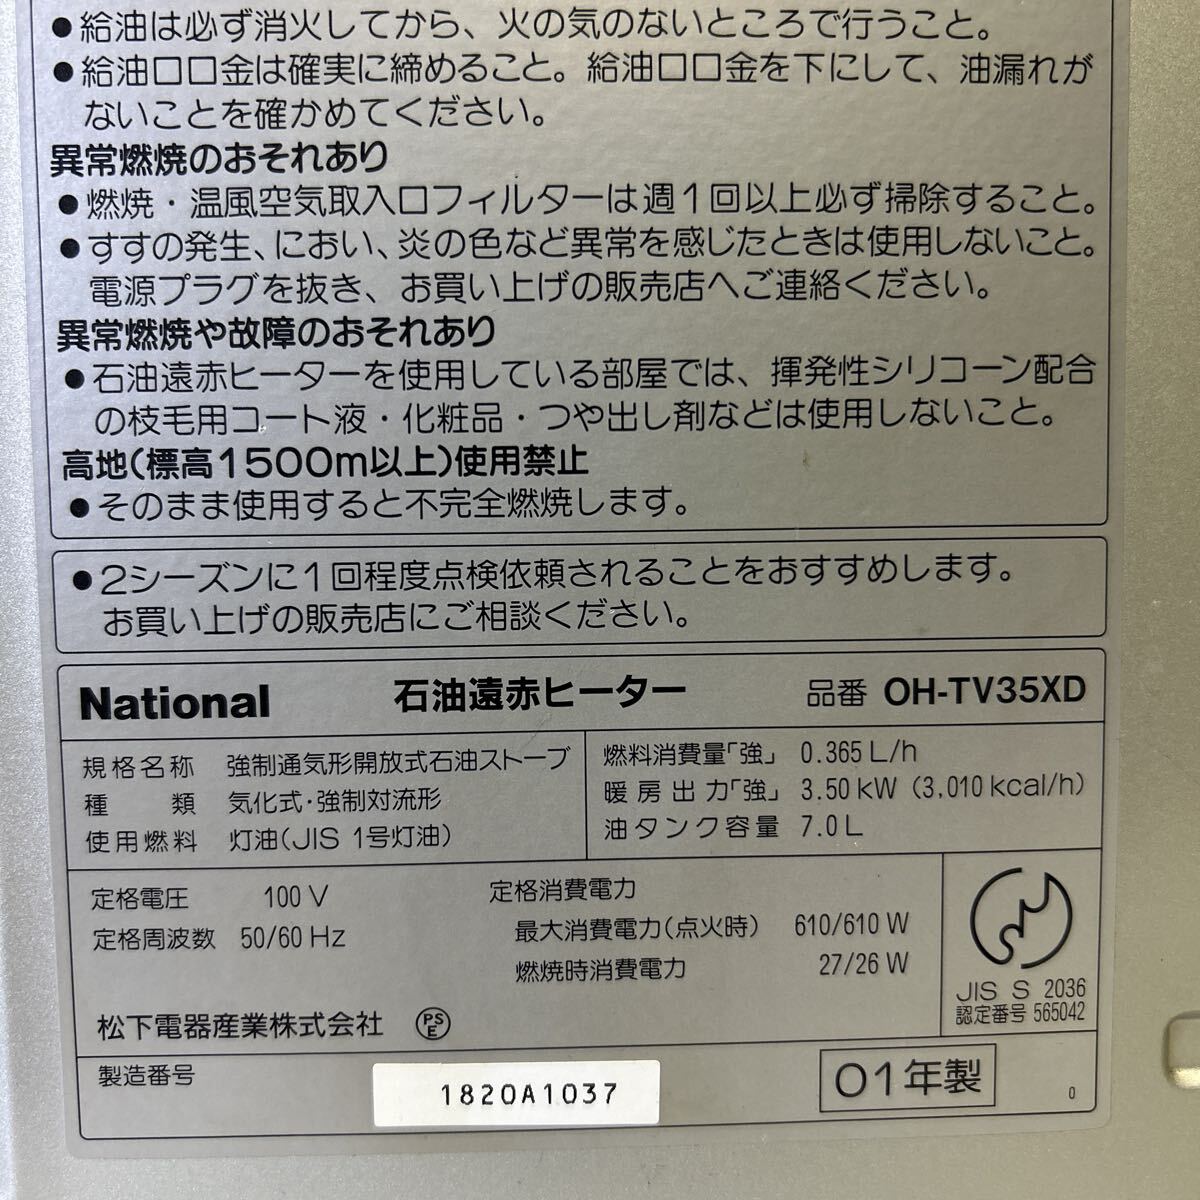 ●給油は必ず消火してから、火の気のないところで行うこと。
●給油口口金は確実に締めること。給油口口金を下にして、油漏れが
ないことを確かめてください。
異常燃焼のおそれあり
●燃焼・温風空気取入口フィルターは週1回以上必ず掃除すること。
●すすの発生、におい、炎の色など異常を感じたときは使用しないこと。
電源プラグを抜き、お買い上げの販売店へご連絡ください。
異常燃焼や故障のおそれあり
●石油遠赤ヒーターを使用している部屋では、揮発性シリコーン配合
の枝毛用コート液・化粧品・つや出し剤などは使用しないこと。
高地(標高1500m以上)使用禁止
●そのまま使用すると不完全燃焼します。
●2シーズンに1回程度点検依頼されることをおすすめします。
お買い上げの販売店にご相談ください。
National 石油遠赤ヒーター 品番 OH-TV35XD
規格名称 強制通気形開放式石油ストーブ
種類 気化式・強制対流形
使用燃料 灯油(JIS 1号灯油)
燃料消費量「強」 0.365 L/h
暖房出力「強」 3.50 kW (3,010 kcal/h)
油タンク容量 7.0 L
定格電圧 100 V
定格周波数 50/60 Hz
定格消費電力
最大消費電力(点火時) 610/610 W
燃焼時消費電力 27/26 W
JIS S 2036
認定番号 565042
松下電器産業株式会社 PSE
製造番号 1820A1037
01年製
0